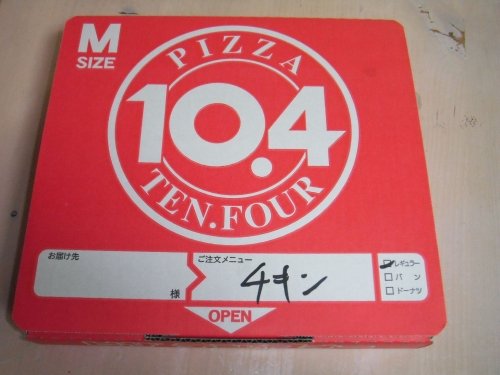 M
SIZE
PIZZA
10.4
TEN.FOUR
お届け先
様
ご注文メニュー
チキン
レギュラー
パン
ドーナツ
OPEN